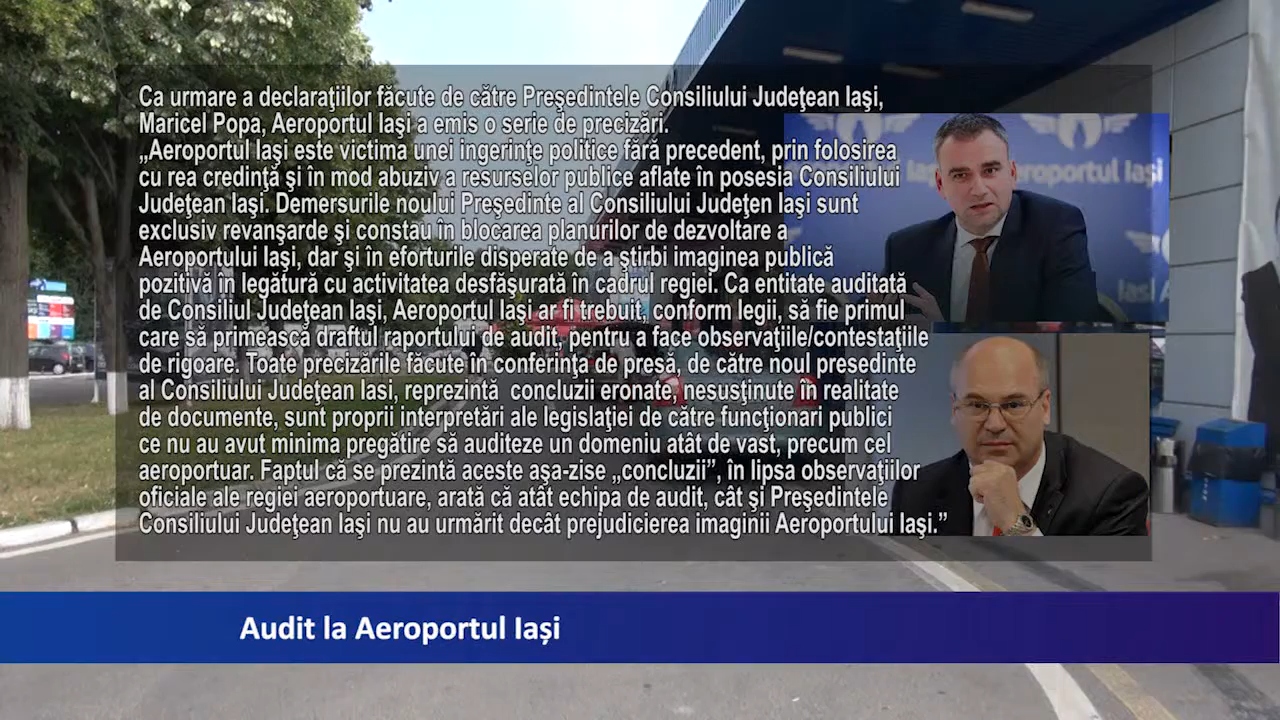 Ca urmare a declaraţiilor făcute de către Preşedintele Consiliului Judeţean Iaşi,
Maricel Popa, Aeroportul Iaşi a emis o serie de precizări.
„Aeroportul Iaşi este victima unei ingerinţe politice fără precedent, prin folosirea
cu rea credinţă şi în mod abuziv a resurselor publice aflate în posesia Consiliului
Judeţean Iaşi. Demersurile noului Preşedinte al Consiliului Judeţen Iaşi sunt
exclusiv revanşarde şi constau în blocarea planurilor de dezvoltare a
Aeroportului Iaşi, dar şi în eforturile disperate de a ştirbi imaginea publică
pozitivă în legătură cu activitatea desfăşurată în cadrul regiei. Ca entitate auditată
de Consiliul Judeţean Iaşi, Aeroportul Iaşi ar fi trebuit, conform legii, să fie primul
care să primească draftul raportului de audit, pentru a face observaţiile/contestaţiile
de rigoare. Toate precizările făcute în conferinţa de presă, de către noul presedinte
al Consiliului Judeţean Iasi, reprezintă concluzii eronate, nesusţinute în realitate
de documente, sunt proprii interpretări ale legislaţiei de către funcţionari publici
ce nu au avut minima pregătire să auditeze un domeniu atât de vast, precum cel
aeroportuar. Faptul că se prezintă aceste aşa-zise „concluzii”, în lipsa observaţiilor
oficiale ale regiei aeroportuare, arată că atât echipa de audit, cât şi Preşedintele
Consiliului Judeţean Iaşi nu au urmărit decât prejudicierea imaginii Aeroportului Iaşi.”
Aeroportul Iaşi
Iasi
Audit la Aeroportul Iași